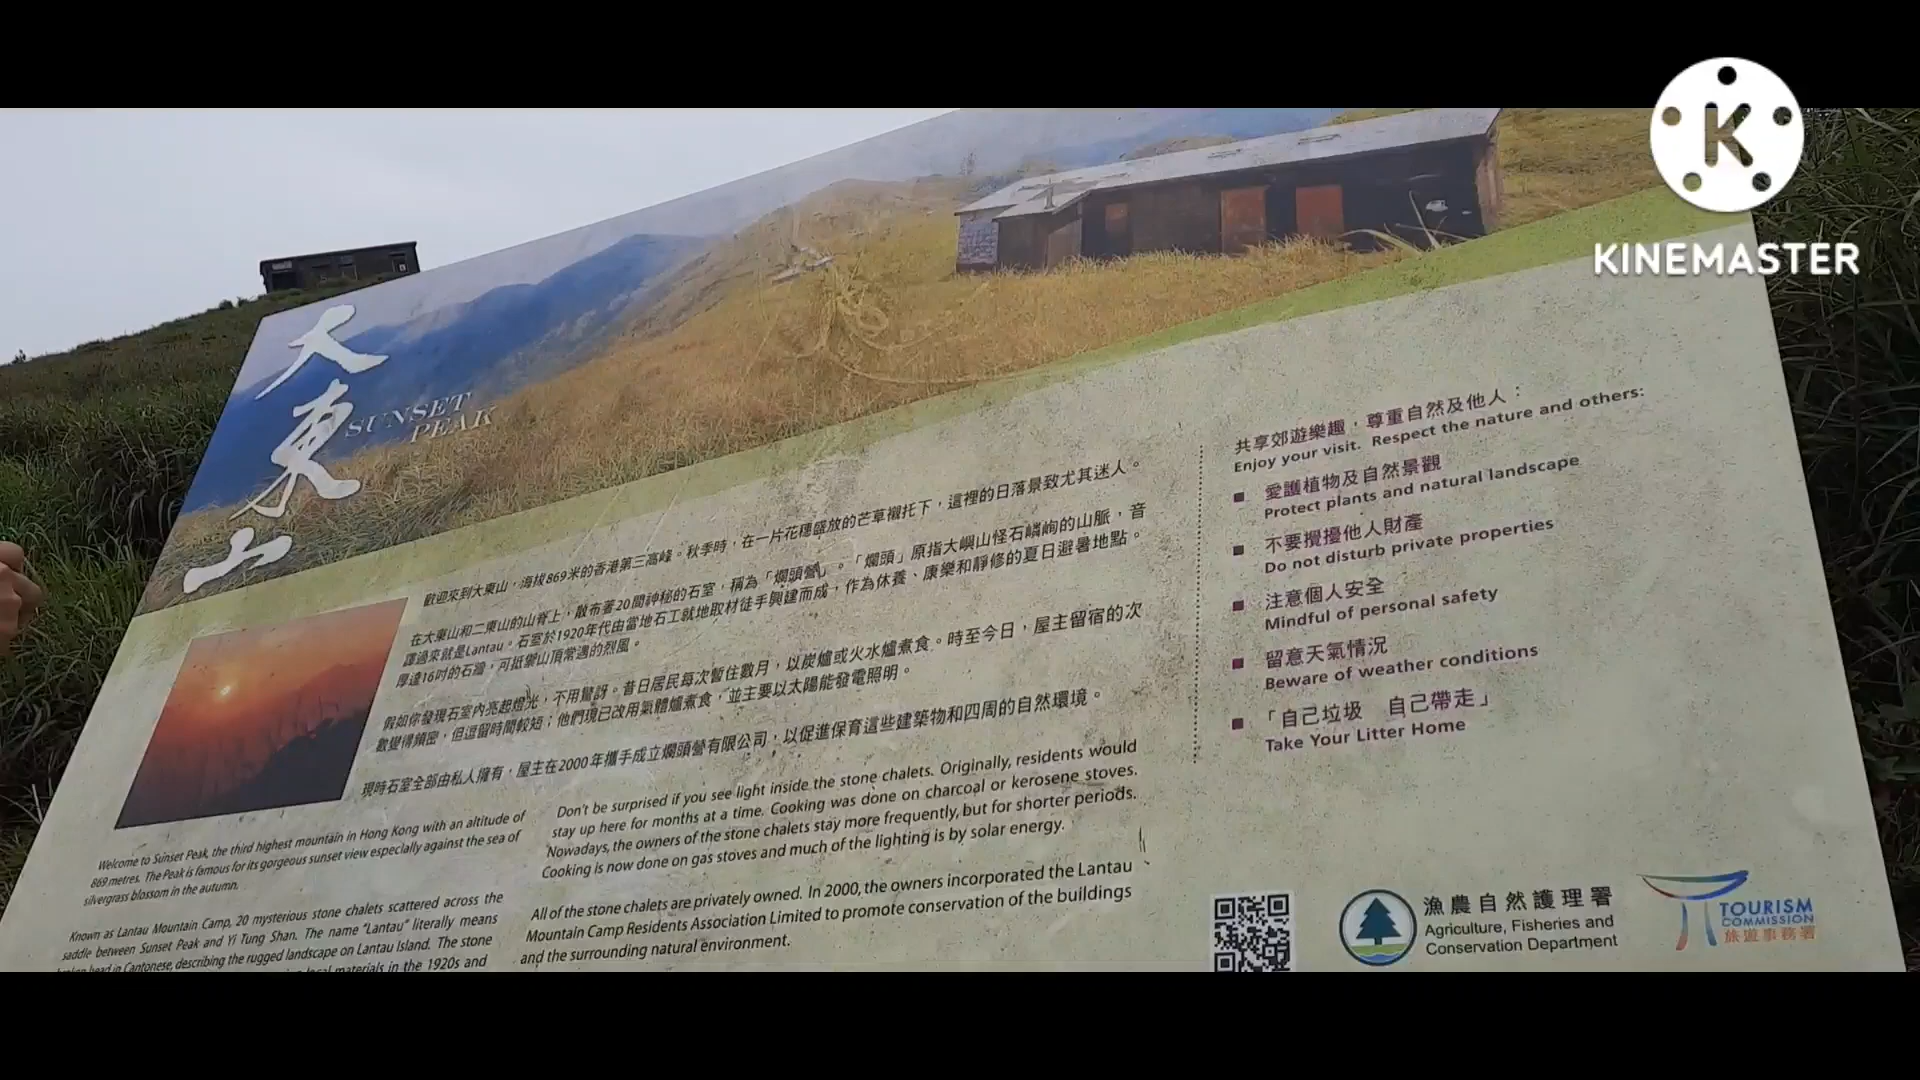 大東山
SUNSET
PEAK
歡迎來到大東山，海拔869米的香港第三高峰。秋季時，在一片花穗盛放的芒草襯托下，這裡的日落景致尤其迷人。
在大東山和二東山的山脊上，散布著20間神秘的石室，稱為「爛頭營」。「爛頭」原指大嶼山怪石嶙峋的山脈，音
譯過來就是Lantau。石室於1920年代由當地石工就地取材徒手興建而成，作為休養、康樂和靜修的夏日避暑地點。
厚達16吋的石牆，可抵禦山頂常遇的烈風。
假如你發現石室內亮起燈光，不用驚訝。昔日居民每次暫住數月，以炭爐或火水爐煮食。時至今日，屋主留宿的次
數變得頻密，但逗留時間較短；他們現已改用氣體爐煮食，並主要以太陽能發電照明。
現時石室全部由私人擁有，屋主在2000年攜手成立爛頭營有限公司，以促進保育這些建築物和四周的自然環境。
Welcome to Sunset Peak, the third highest mountain in Hong Kong with an altitude of
869 metres. The Peak is famous for its gorgeous sunset view especially against the sea of
silvergrass blossom in the autumn.
Known as Lantau Mountain Camp, 20 mysterious stone chalets scattered across the
saddle between Sunset Peak and Yi Tung Shan. The name "Lantau" literally means
broken head in Cantonese, describing the rugged landscape on Lantau Island. The stone
local materials in the 1920s and
Don't be surprised if you see light inside the stone chalets. Originally, residents would
stay up here for months at a time. Cooking was done on charcoal or kerosene stoves.
Nowadays, the owners of the stone chalets stay more frequently, but for shorter periods.
Cooking is now done on gas stoves and much of the lighting is by solar energy.
All of the stone chalets are privately owned. In 2000, the owners incorporated the Lantau
Mountain Camp Residents Association Limited to promote conservation of the buildings
and the surrounding natural environment.
共享郊遊樂趣，尊重自然及他人：
Enjoy your visit. Respect the nature and others:
愛護植物及自然景觀
Protect plants and natural landscape
不要攪擾他人財產
Do not disturb private properties
注意個人安全
Mindful of personal safety
留意天氣情況
Beware of weather conditions
「自己垃圾 自己帶走」
Take Your Litter Home
漁農自然護理署
Agriculture, Fisheries and
Conservation Department
TOURISM
COMMISSION
旅遊事務署
K
KINEMASTER